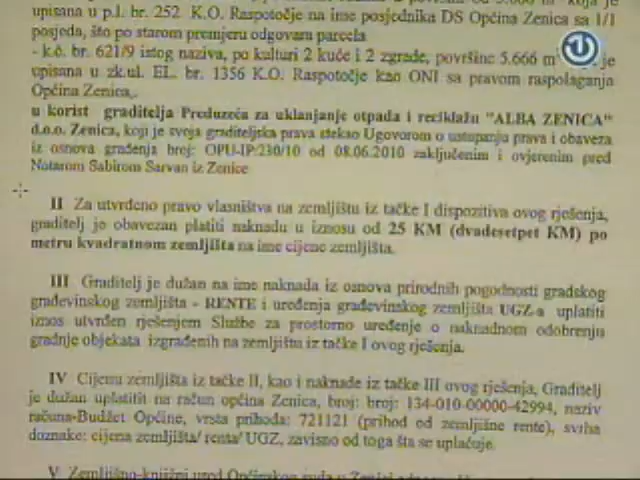 upisana u p.l. br. 252 K.O. Raspotočje na ime posjednika DS Općina Zenica sa 1/1
posjeda, što po starom premjeru odgovara parcela
- k.č. br. 621/9 istog naziva, po kulturi 2 kuće i 2 zgrade, površine 5.666 m je
upisana u zk.ul. EL. br. 1356 K.O. Raspotočje kao ONI sa pravom raspolaganja
Općina Zenica,.
u korist graditelja Preduzeća za uklanjanje otpada i reciklažu "ALBA ZENICA"
d.o.o. Zenica, koji je svoja graditeljska prava stekao Ugovorom o ustupanju prava i obaveza
iz osnova građenja broj: OPU-IP:230/10 od 08.06.2010 zaključenim i ovjerenim pred
Notarom Sabirom Sarvan iz Zenice
II Za utvrđeno pravo vlasništva na zemljištu iz tačke I dispozitiva ovog rješenja,
graditelj je obavezan platiti naknadu u iznosu od 25 KM (dvadesetpet KM) po
metru kvadratnom zemljišta na ime cijene zemljišta.
III Graditelj je dužan na ime naknada iz osnova prirodnih pogodnosti gradskog
građevinskog zemljišta - RENTE i uređenja građevinskog zemljišta UGZ-a uplatiti
iznos utvrđen rješenjem Službe za prostorno uređenje o naknadnom odobrenju
gradnje objekata izgrađenih na zemljištu iz tačke I ovog rješenja.
IV Cijenu zemljišta iz tačke II, kao i naknade iz tačke III ovog rješenja, Graditelj
je dužan uplatitit na račun općina Zenica, broj: broj: 134-010-00000-42994, naziv
računa-Budžet Općine, vrsta prihoda: 721121 (prihod od zemljišne rente), svrha
doznake: cijena zemljišta/ renta/ UGZ, zavisno od toga šta se uplaćuje.
V Zemljišno-knjižni ured Općinskog suda u Zenici